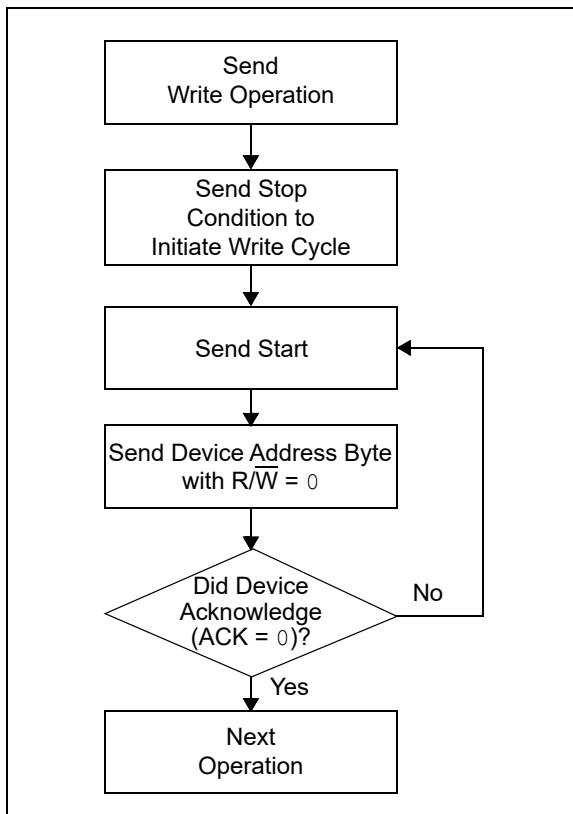 Send
Write Operation
Send Stop
Condition to
Initiate Write Cycle
Send Start
Send Device Address Byte
with R/W̅ = 0
Did Device
Acknowledge
(ACK = 0)?
No
Yes
Next
Operation